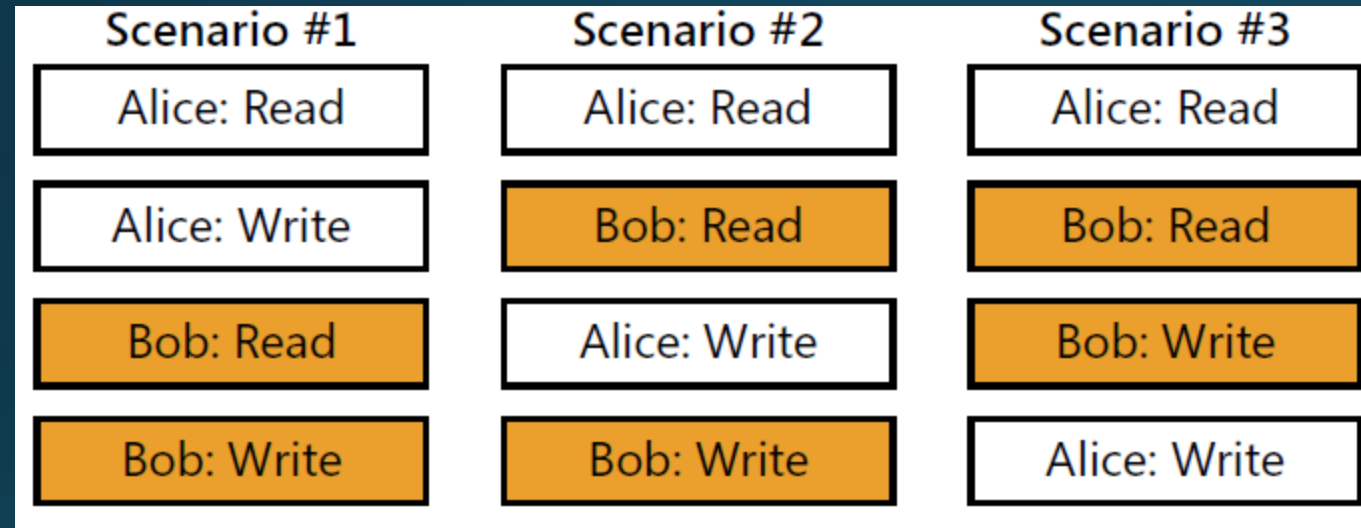 Scenario #1
Alice: Read
Alice: Write
Bob: Read
Bob: Write
Scenario #2
Alice: Read
Bob: Read
Alice: Write
Bob: Write
Scenario #3
Alice: Read
Bob: Read
Bob: Write
Alice: Write